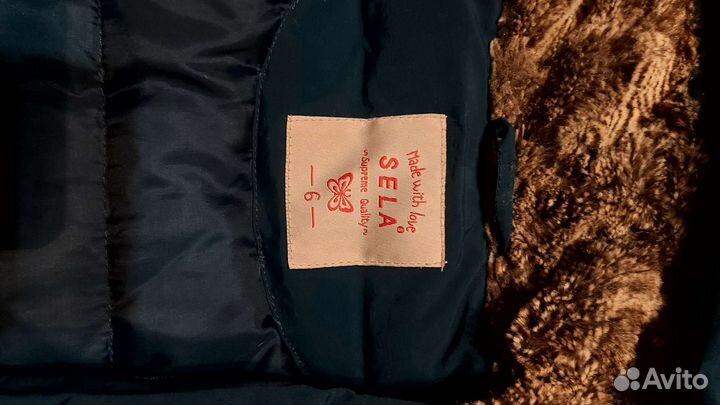 Made with love
SELA®
~Supreme Quality~
— 6 —
Avito